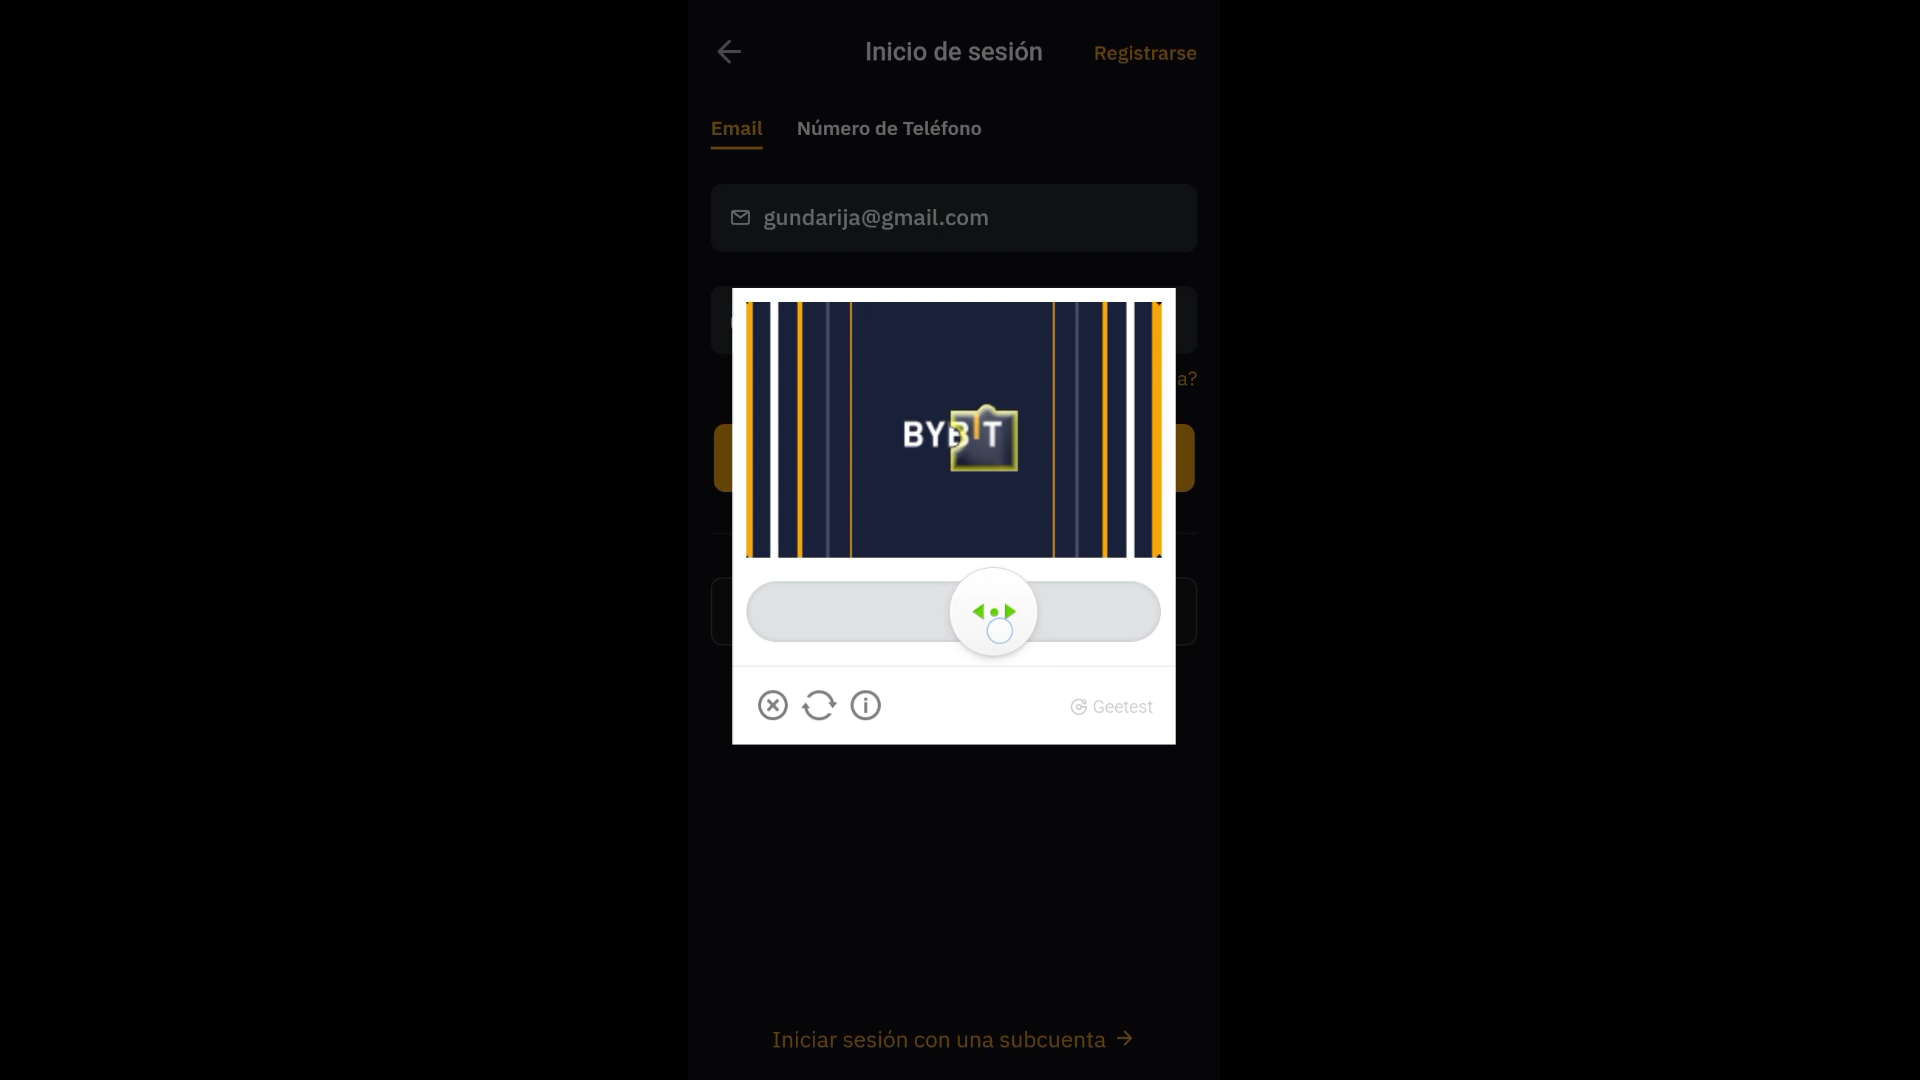 Inicio de sesión
Registrarse
Email
Número de Teléfono
gundarija@gmail.com
a?
BYBIT
Geetest
Iniciar sesión con una subcuenta